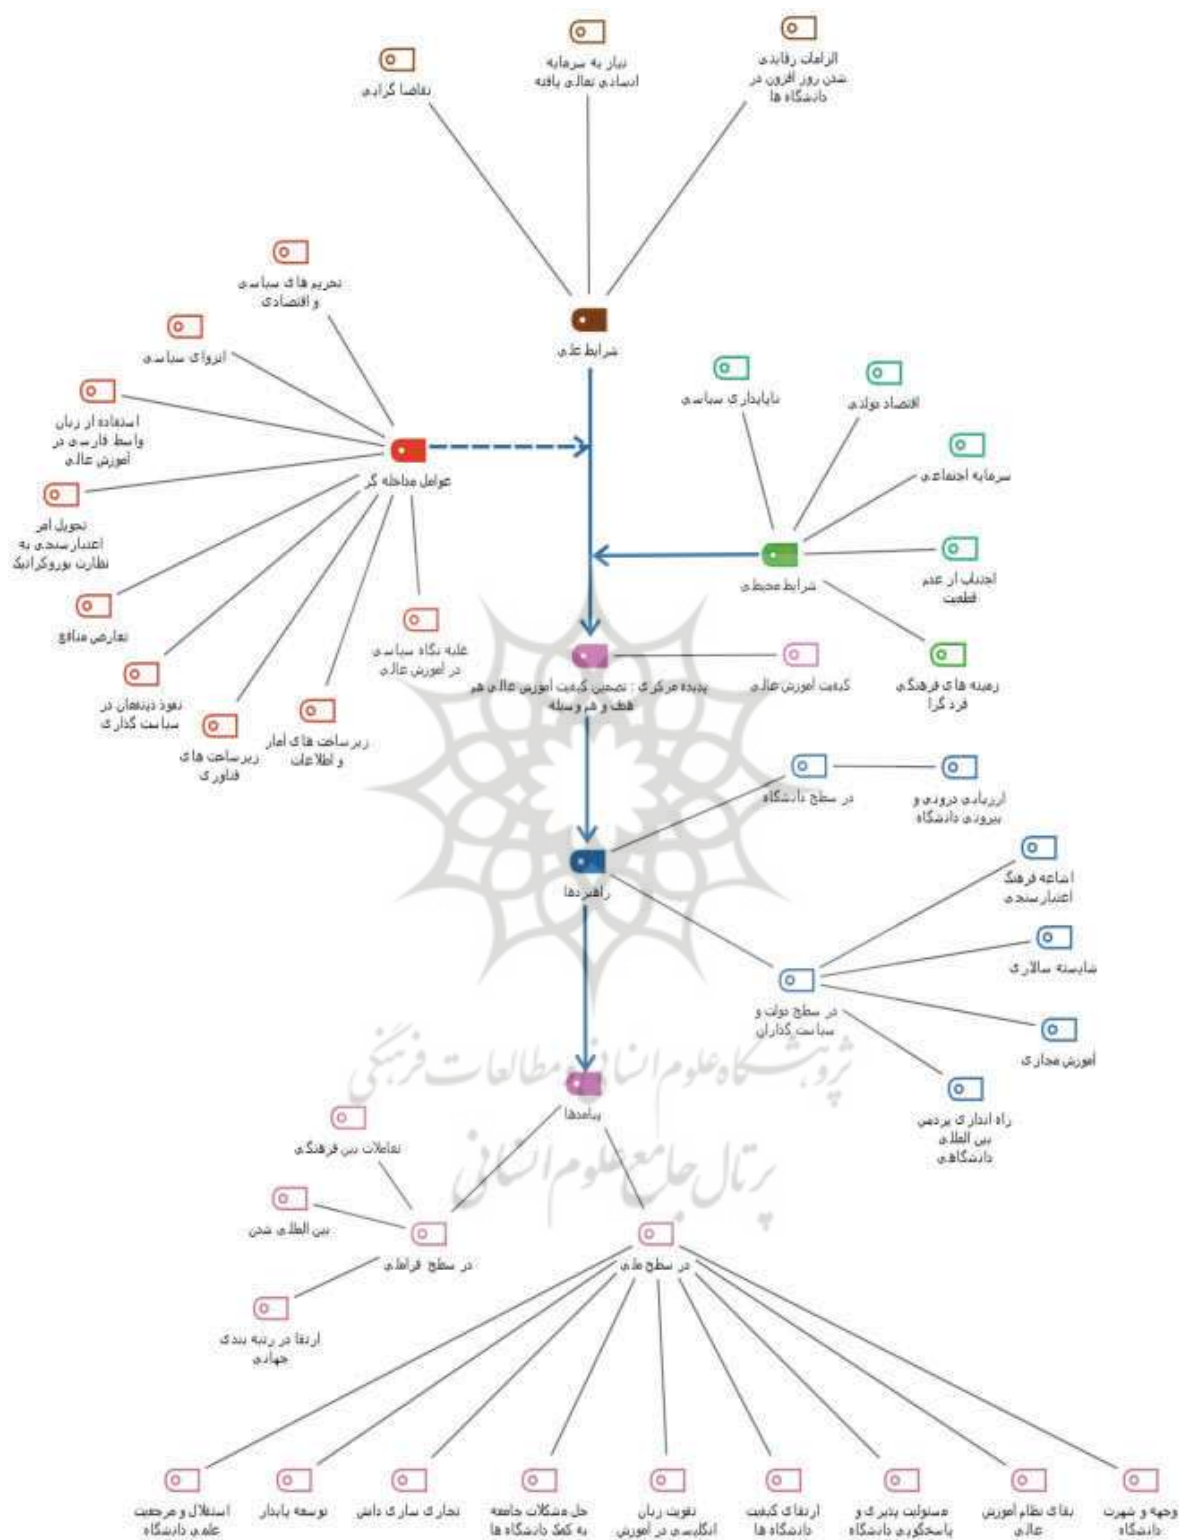 الزامات رقابتی
شدن روز افزون در
دانشگاه ها
نیاز به سرمایه
انسانی تعالی یافته
تقاضا گرایی
شرایط علی
تحریم های سیاسی
و اقتصادی
انزوای سیاسی
استفاده از زبان
واسط فارسی در
آموزش عالی
عوامل مداخله گر
تحویل امر
اعتبارسنجی به
نظارت بوروکراتیک
تعارض منافع
نفوذ ذینفعان در
سیاست گذاری
زیرساخت های
فناوری
زیرساخت های آمار
و اطلاعات
غلبه نگاه سیاسی
در آموزش عالی
ناپایداری سیاسی
اقتصاد دولتی
سرمایه اجتماعی
شرایط محیطی
اجتناب از عدم
قطعیت
زمینه های فرهنگی
فرد گرا
کیفیت آموزش عالی
پدیده مرکزی : تضمین کیفیت آموزش عالی هم
هدف و هم وسیله
در سطح دانشگاه
ارزیابی درونی و
بیرونی دانشگاه
راهبردها
اشاعه فرهنگ
اعتبارسنجی
شایسته سالاری
در سطح دولت و
سیاست گذاران
آموزش مجازی
راه اندازی پردیس
بین المللی
دانشگاهی
پژوهشگاه علوم انسانی و مطالعات فرهنگی
پرتال جامع علوم انسانی
پیامدها
تعاملات بین فرهنگی
بین المللی شدن
در سطح فراملی
در سطح ملی
ارتقا در رتبه بندی
جهانی
وجهه و شهرت
دانشگاه
بقای نظام آموزش
عالی
مسئولیت پذیری و
پاسخگویی دانشگاه
ارتقای کیفیت
دانشگاه ها
تقویت زبان
انگلیسی در آموزش
حل مشکلات جامعه
به کمک دانشگاه ها
تجاری سازی دانش
توسعه پایدار
استقلال و مرجعیت
علمی دانشگاه